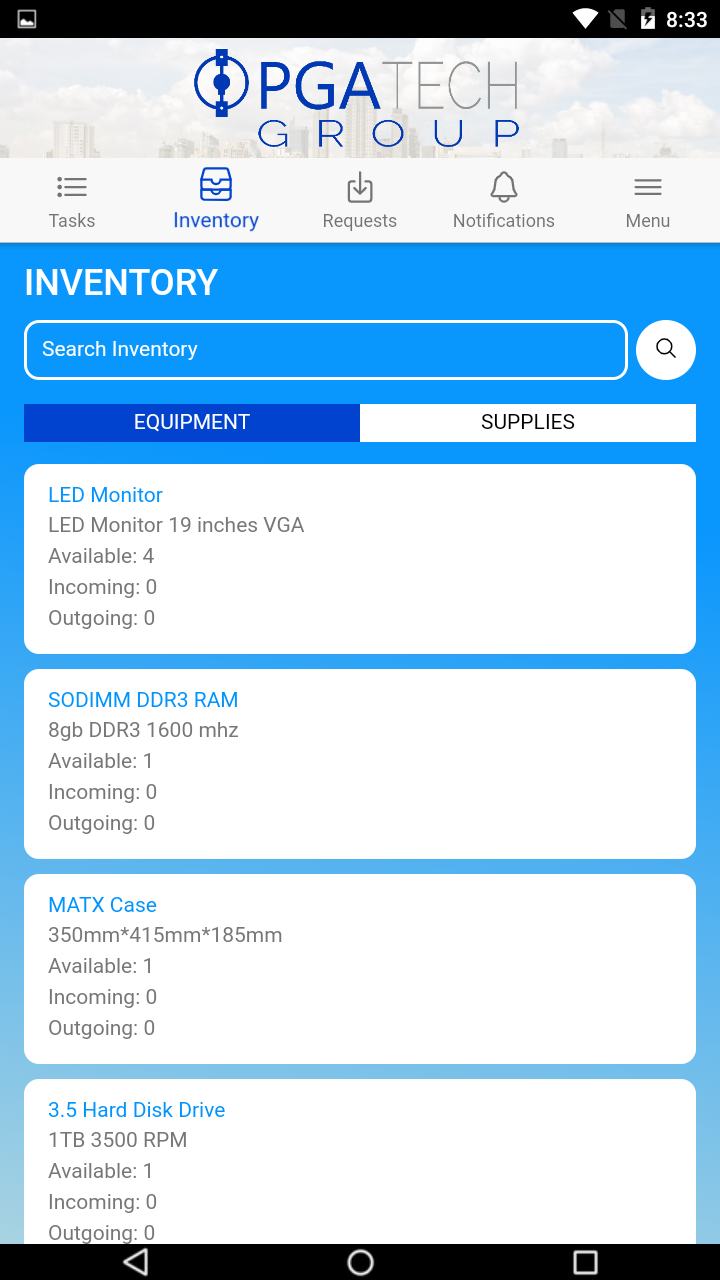 8:33
PGATECH
GROUP
Tasks
Inventory
Requests
Notifications
Menu
INVENTORY
Search Inventory
EQUIPMENT
SUPPLIES
LED Monitor
LED Monitor 19 inches VGA
Available: 4
Incoming: 0
Outgoing: 0
SODIMM DDR3 RAM
8gb DDR3 1600 mhz
Available: 1
Incoming: 0
Outgoing: 0
MATX Case
350mm*415mm*185mm
Available: 1
Incoming: 0
Outgoing: 0
3.5 Hard Disk Drive
1TB 3500 RPM
Available: 1
Incoming: 0
Outgoing: 0